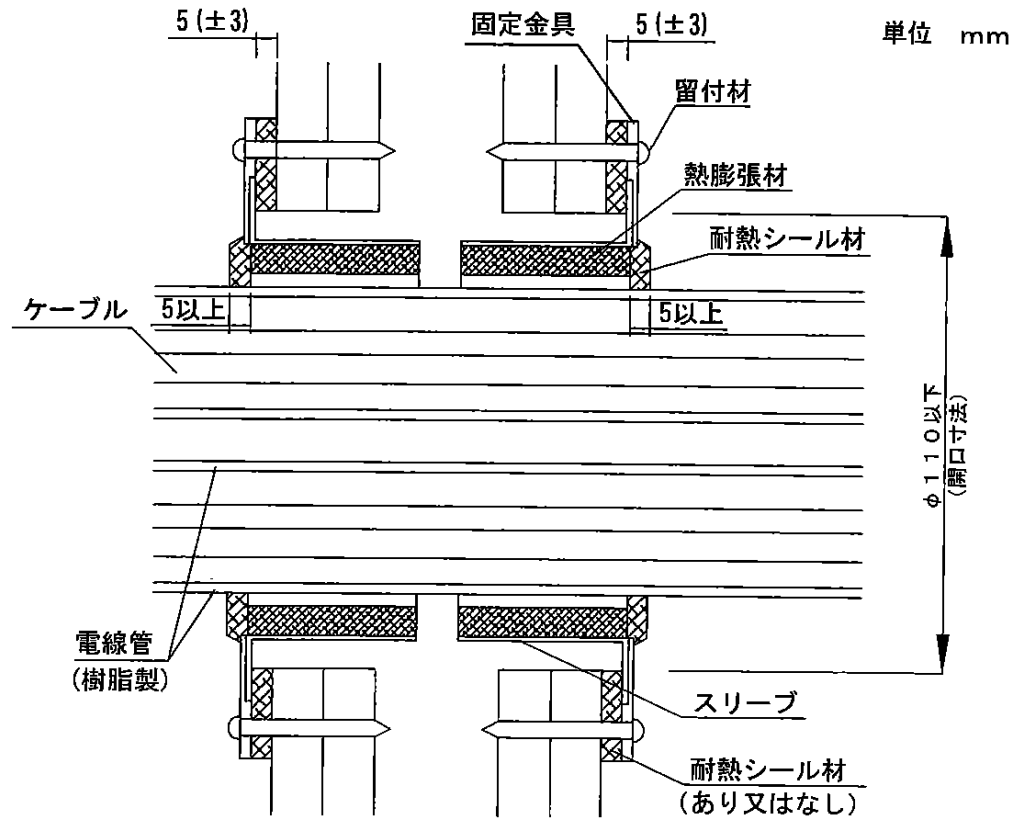 5 (±3)
固定金具
5 (±3)
単位 mm
留付材
熱膨張材
耐熱シール材
ケーブル
5以上
5以上
φ110以下
(開口寸法)
電線管
(樹脂製)
スリーブ
耐熱シール材
(あり又はなし)